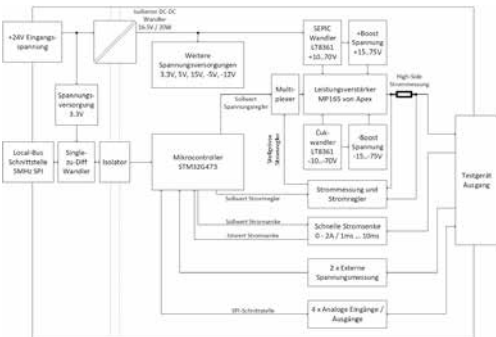 Isolierter DC-DC
Wandler
16.5V / 20W
+24V Eingangs-
spannung
Weitere
Spannungsversorgungen
3.3V, 5V, 15V, -5V, -12V
SEPIC
Wandler
LT8361
+10..70V
+Boost
Spannung
+15..75V
Spannungs-
versorgung
3.3V
Sollwert
Spannungsregler
Multi-
plexer
Leistungsverstärker
MP165 von Apex
High-Side
Strommessung
Local-Bus
Schnittstelle
5MHz SPI
Single-
zu-Diff
Wandler
Isolator
Mikrocontroller
STM32G473
Stromregler
Ćuk-
wandler
LT8361
-10..-70V
-Boost
Spannung
-15..-75V
Testgerät
Ausgang
Strommessung und
Stromregler
Sollwert Stromregler
Sollwert Stromsenke
Istwert Stromsenke
Schnelle Stromsenke
0 - 2A / 1ms ... 10ms
2 x Externe
Spannungsmessung
SPI-Schnittstelle
4 x Analoge Eingänge /
Ausgänge